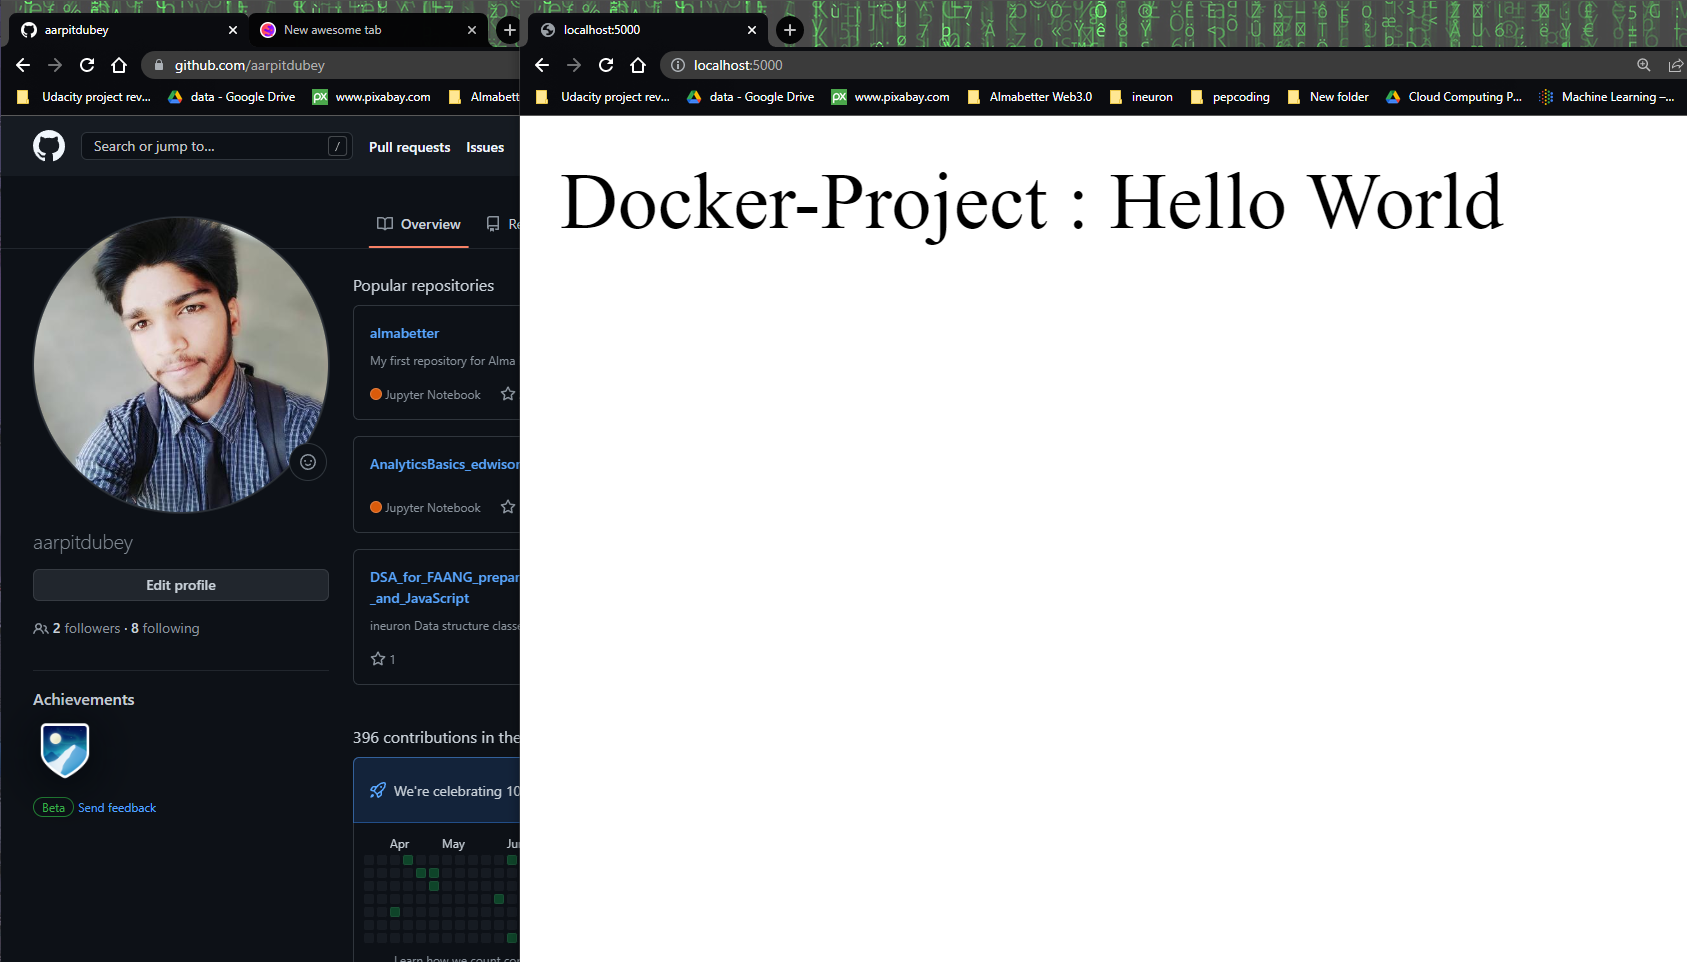 aarpitdubey
New awesome tab
localhost:5000
github.com/aarpitdubey
localhost:5000
Udacity project rev...
data - Google Drive
www.pixabay.com
Almabett
Udacity project rev...
data - Google Drive
www.pixabay.com
Almabetter Web3.0
ineuron
pepcoding
New folder
Cloud Computing P...
Machine Learning –...
Search or jump to...
/
Pull requests
Issues
Overview
Re
Popular repositories
almabetter
My first repository for Alma
Jupyter Notebook
AnalyticsBasics_edwisor
Jupyter Notebook
DSA_for_FAANG_prepar
_and_JavaScript
ineuron Data structure classe
1
aarpitdubey
Edit profile
2 followers · 8 following
Achievements
Beta
Send feedback
396 contributions in the
We're celebrating 10
Apr
May
Learn how we count
Docker-Project : Hello World